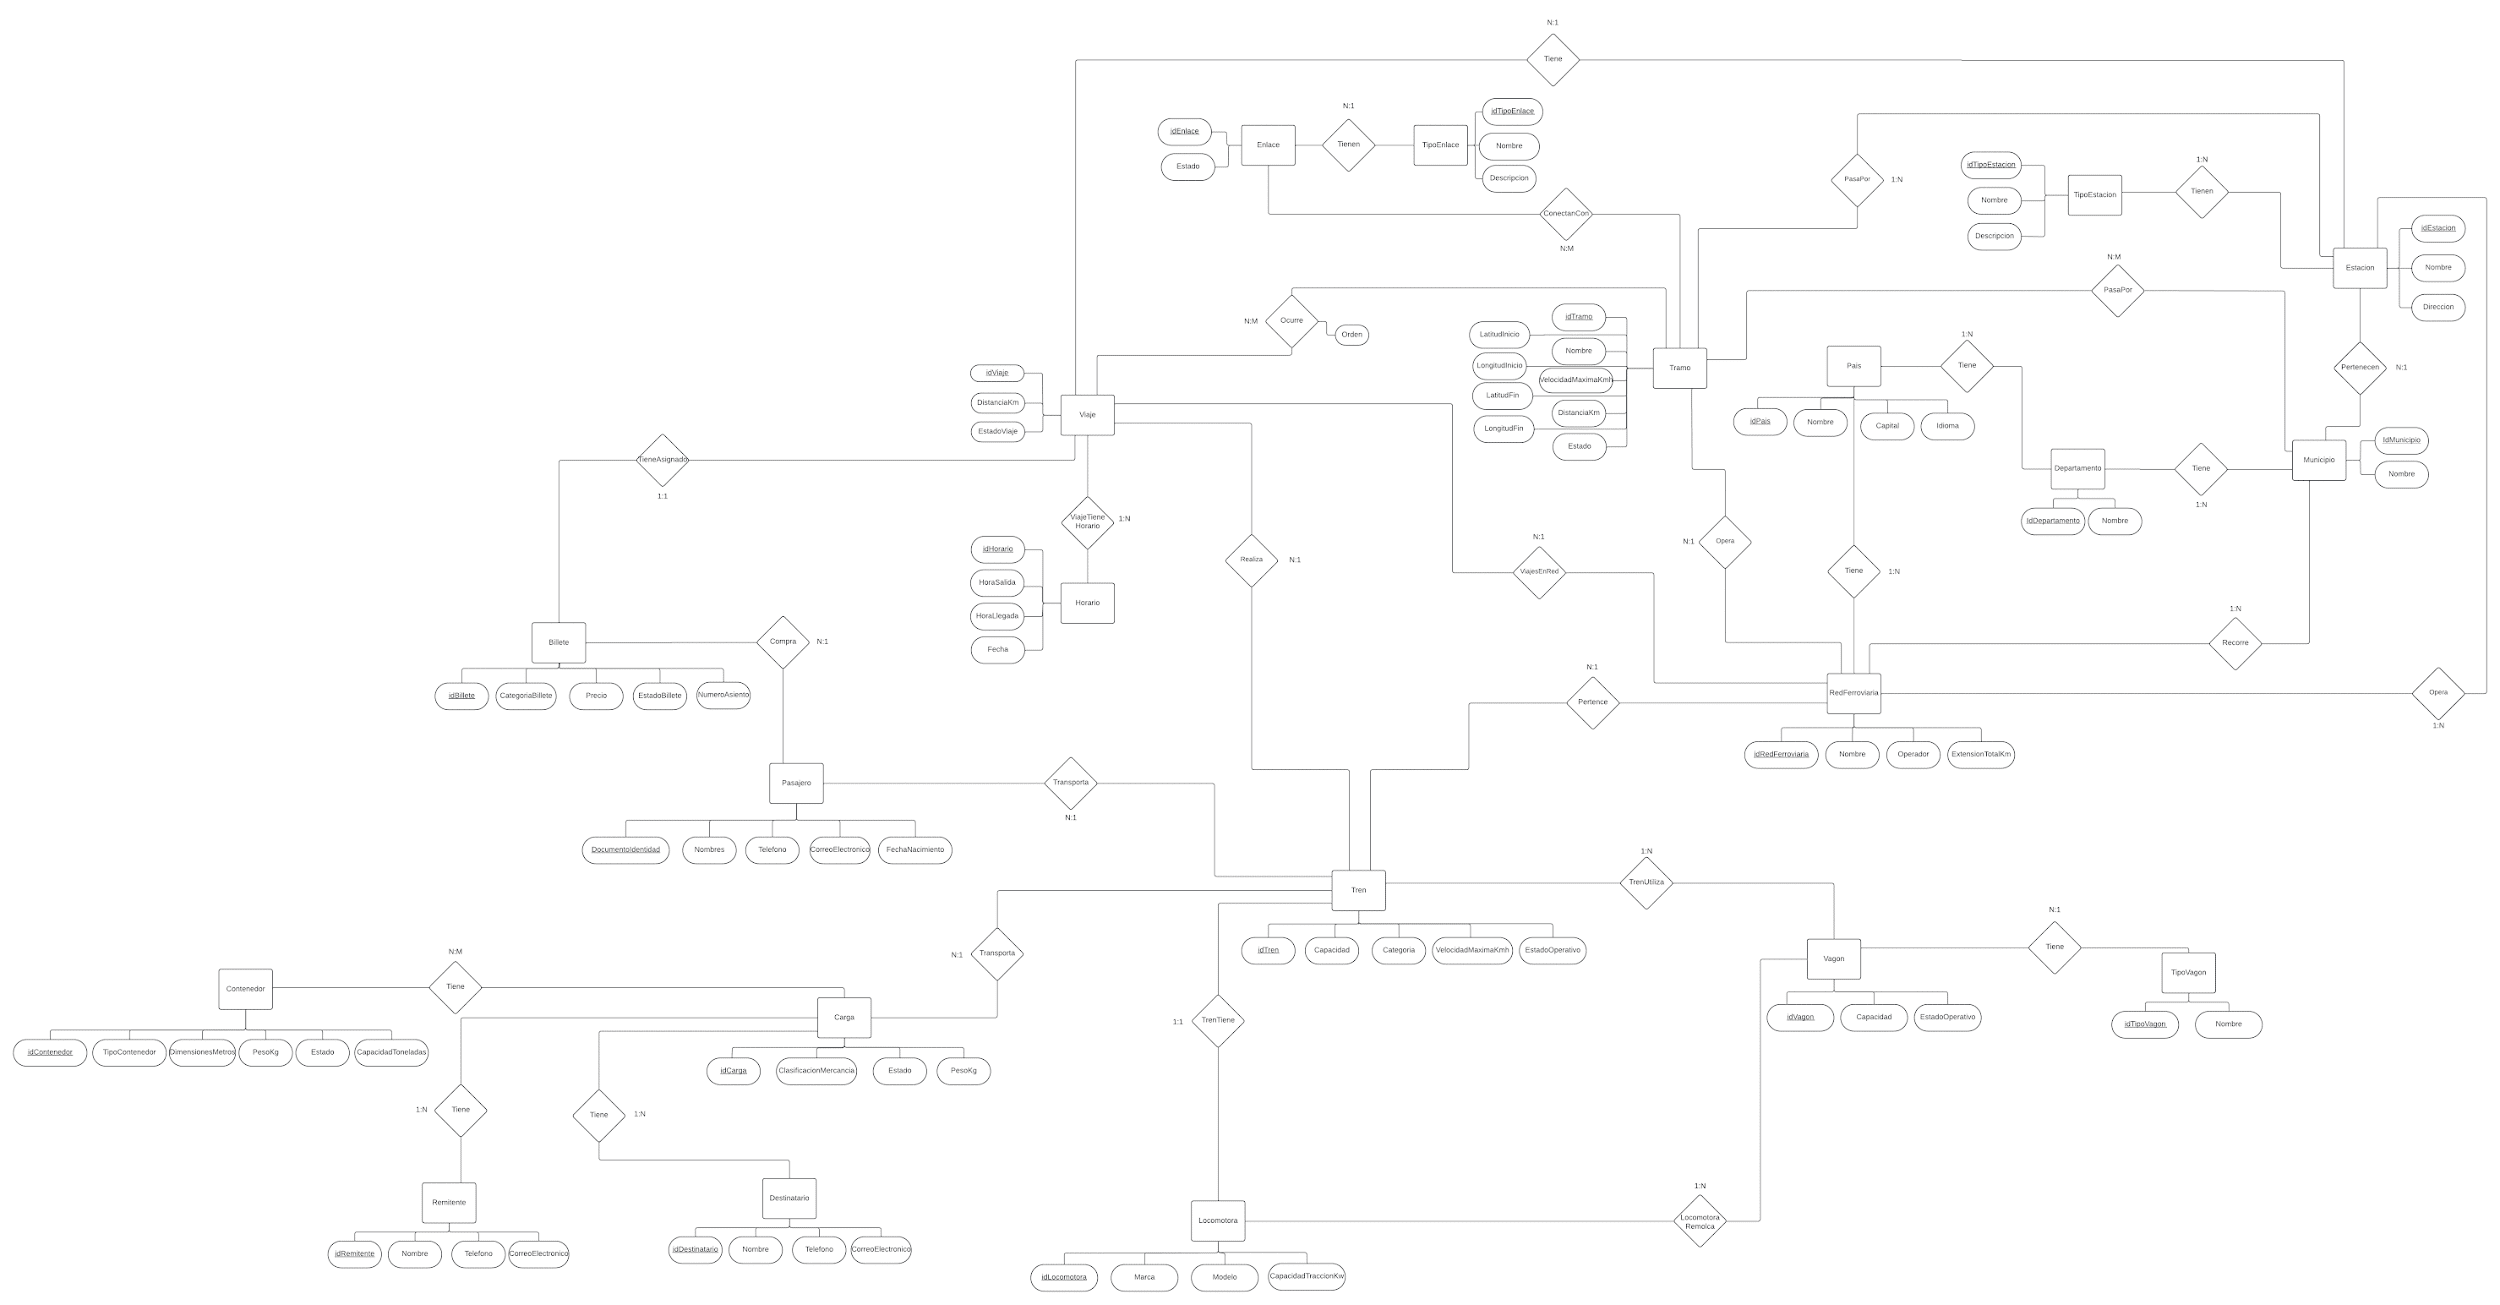 N:1
Tiene
N:1
idEnlace
Estado
Enlace
Tienen
TipoEnlace
idTipoEnlace
Nombre
Descripcion
ConectanCon
N:M
PasaPor
1:N
idTipoEstacion
Nombre
Descripcion
TipoEstacion
1:N
Tienen
Estacion
idEstacion
Nombre
Direccion
N:M
PasaPor
N:M
Ocurre
Orden
idTramo
LatitudInicio
Nombre
LongitudInicio
VelocidadMaximaKmh
LatitudFin
DistanciaKm
LongitudFin
Estado
Tramo
Pais
idPais
Nombre
Capital
Idioma
1:N
Tiene
Pertenecen
N:1
idViaje
DistanciaKm
EstadoViaje
Viaje
Departamento
IdDepartamento
Nombre
Tiene
1:N
Municipio
IdMunicipio
Nombre
TieneAsignado
1:1
ViajeTiene
Horario
1:N
idHorario
HoraSalida
HoraLlegada
Fecha
Horario
Realiza
N:1
N:1
ViajesEnRed
N:1
Opera
Tiene
1:N
1:N
Recorre
Billete
Compra
N:1
idBillete
CategoriaBillete
Precio
EstadoBillete
NumeroAsiento
N:1
Pertence
RedFerroviaria
Opera
1:N
idRedFerroviaria
Nombre
Operador
ExtensionTotalKm
Pasajero
Transporta
N:1
DocumentoIdentidad
Nombres
Telefono
CorreoElectronico
FechaNacimiento
Tren
1:N
TrenUtiliza
idTren
Capacidad
Categoria
VelocidadMaximaKmh
EstadoOperativo
N:1
Transporta
Vagon
N:1
Tiene
TipoVagon
idVagon
Capacidad
EstadoOperativo
idTipoVagon
Nombre
N:M
Contenedor
Tiene
Carga
1:1
TrenTiene
idContenedor
TipoContenedor
DimensionesMetros
PesoKg
Estado
CapacidadToneladas
idCarga
ClasificacionMercancia
Estado
PesoKg
1:N
Tiene
Tiene
1:N
Remitente
Destinatario
idRemitente
Nombre
Telefono
CorreoElectronico
idDestinatario
Nombre
Telefono
CorreoElectronico
Locomotora
1:N
Locomotora
Remolca
idLocomotora
Marca
Modelo
CapacidadTraccionKw